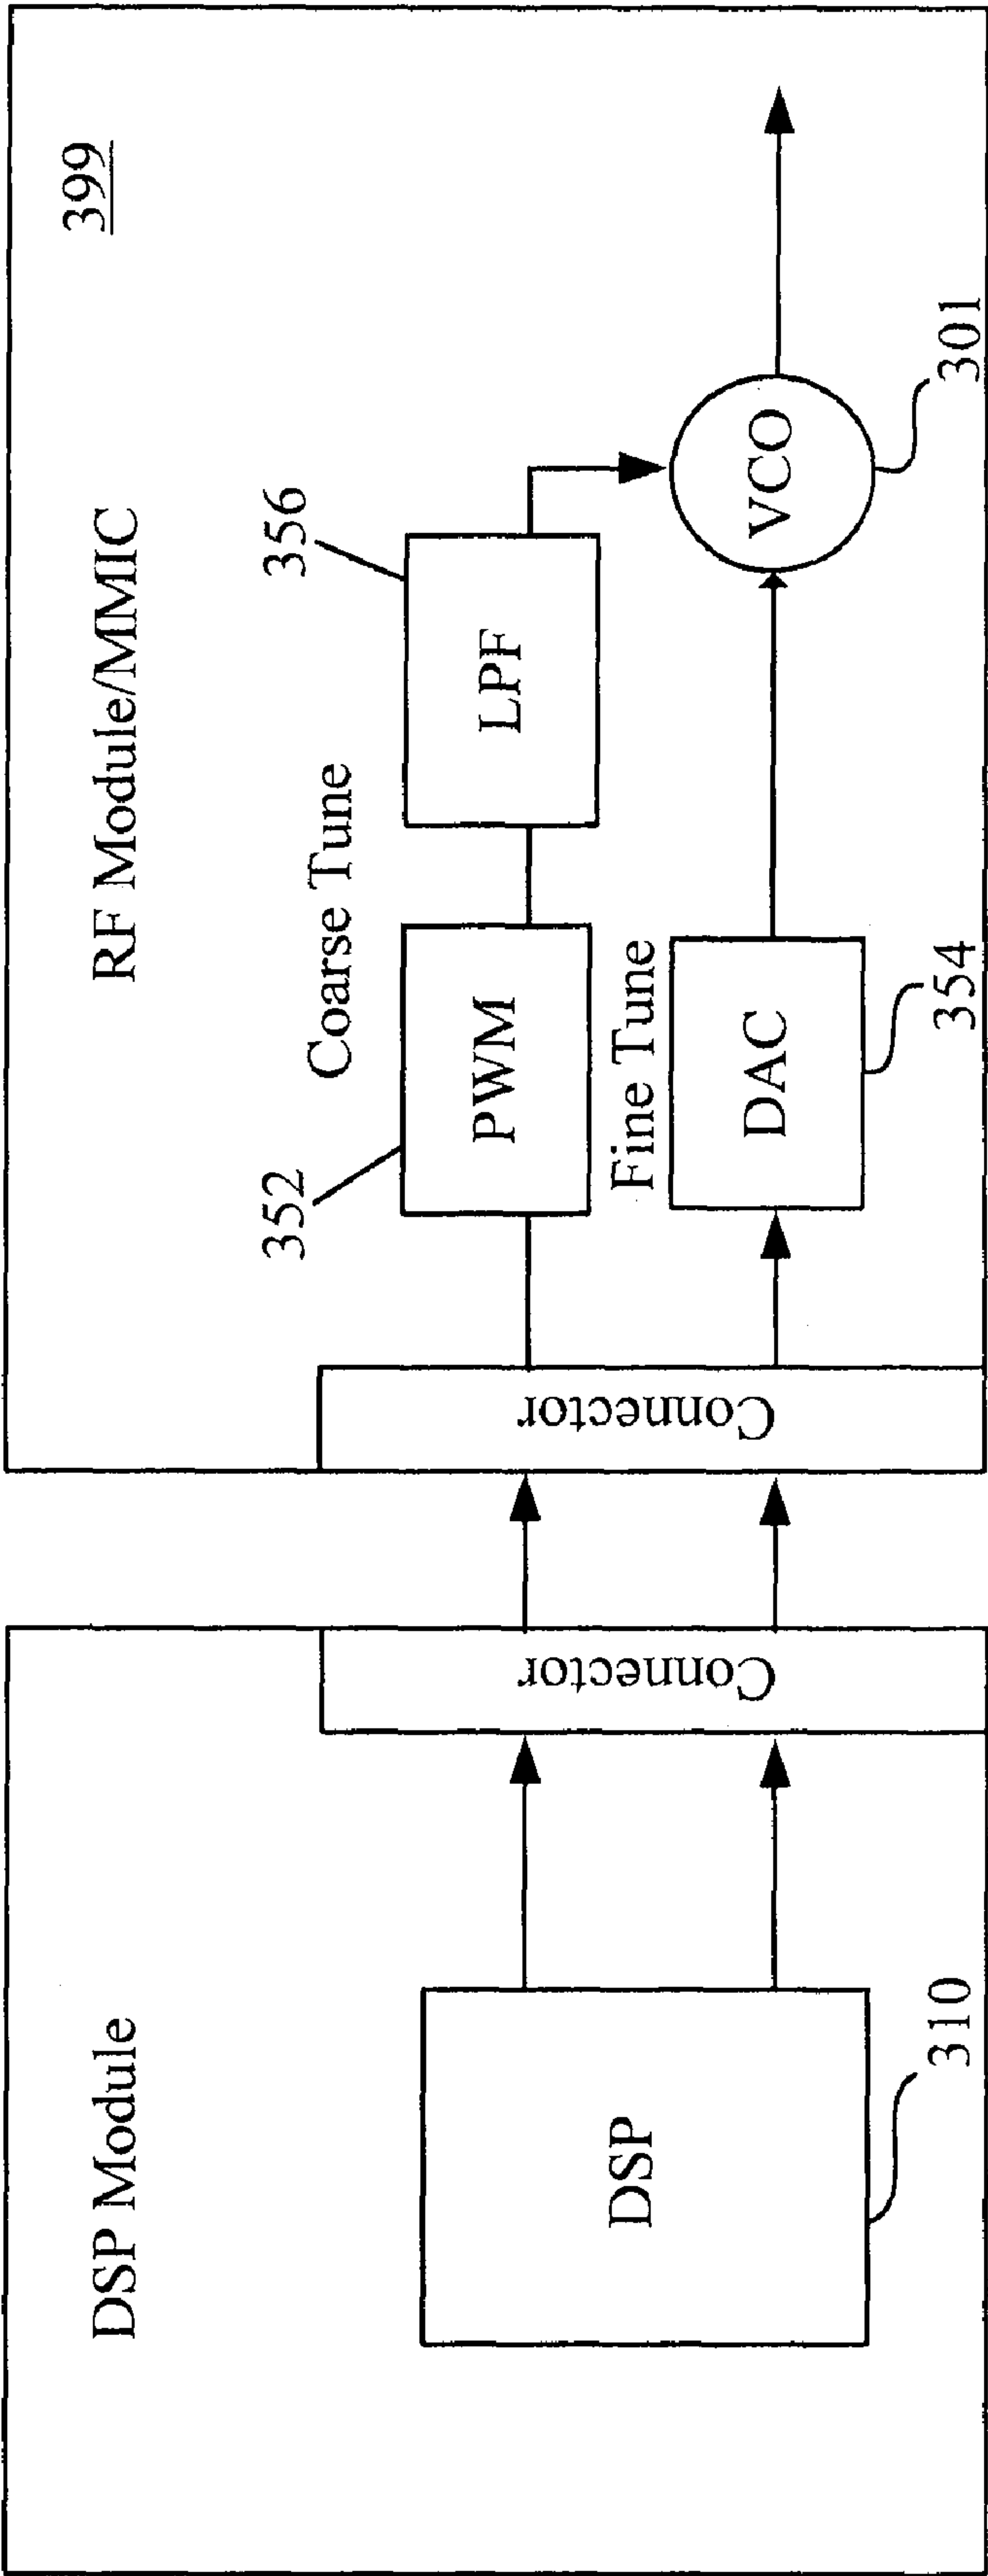 DSP Module
DSP
310
Connector
Connector
RF Module/MMIC
399
Coarse Tune
352
PWM
356
LPF
Fine Tune
DAC
354
VCO
301